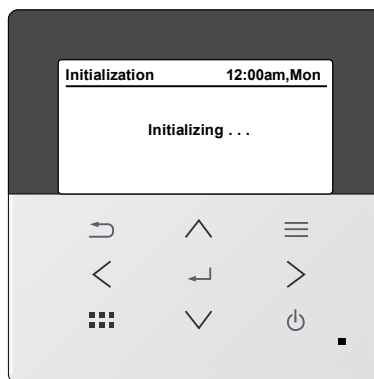 Initialization 12:00am,Mon
Initializing . . .